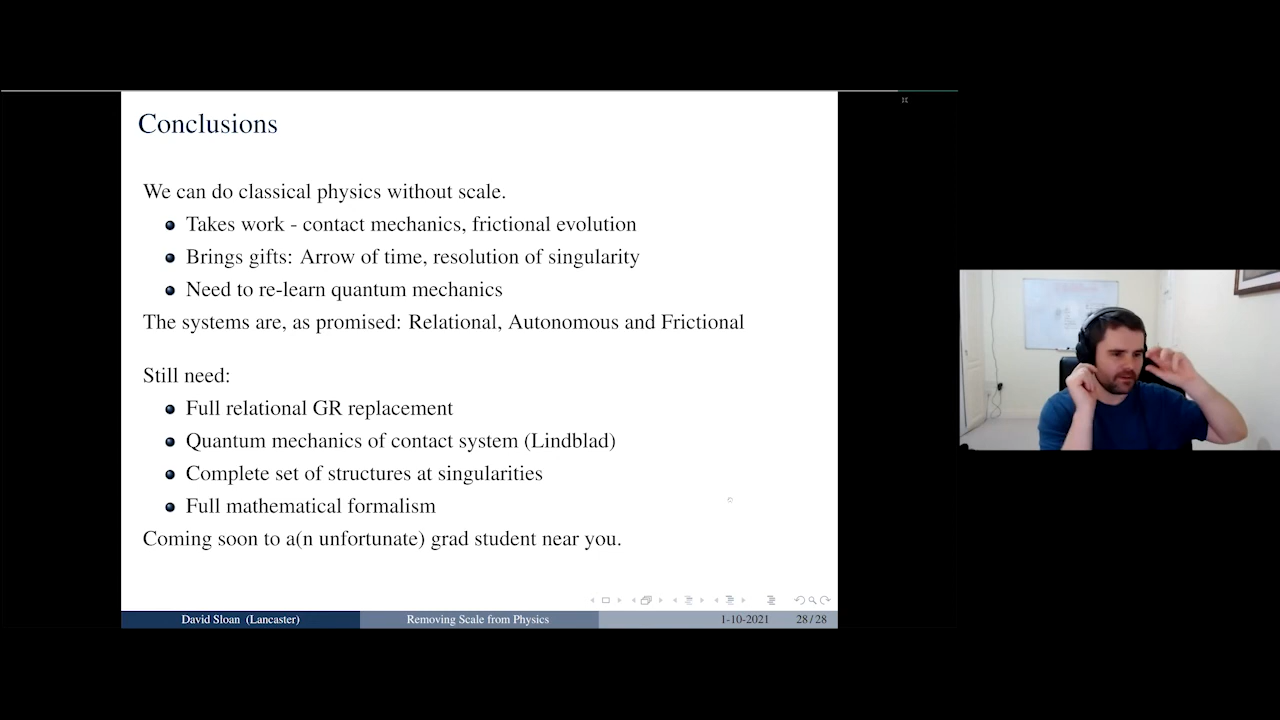 Conclusions
We can do classical physics without scale.
Takes work - contact mechanics, frictional evolution
Brings gifts: Arrow of time, resolution of singularity
Need to re-learn quantum mechanics
The systems are, as promised: Relational, Autonomous and Frictional
Still need:
Full relational GR replacement
Quantum mechanics of contact system (Lindblad)
Complete set of structures at singularities
Full mathematical formalism
Coming soon to a(n unfortunate) grad student near you.
David Sloan (Lancaster)
Removing Scale from Physics
1-10-2021
28 / 28